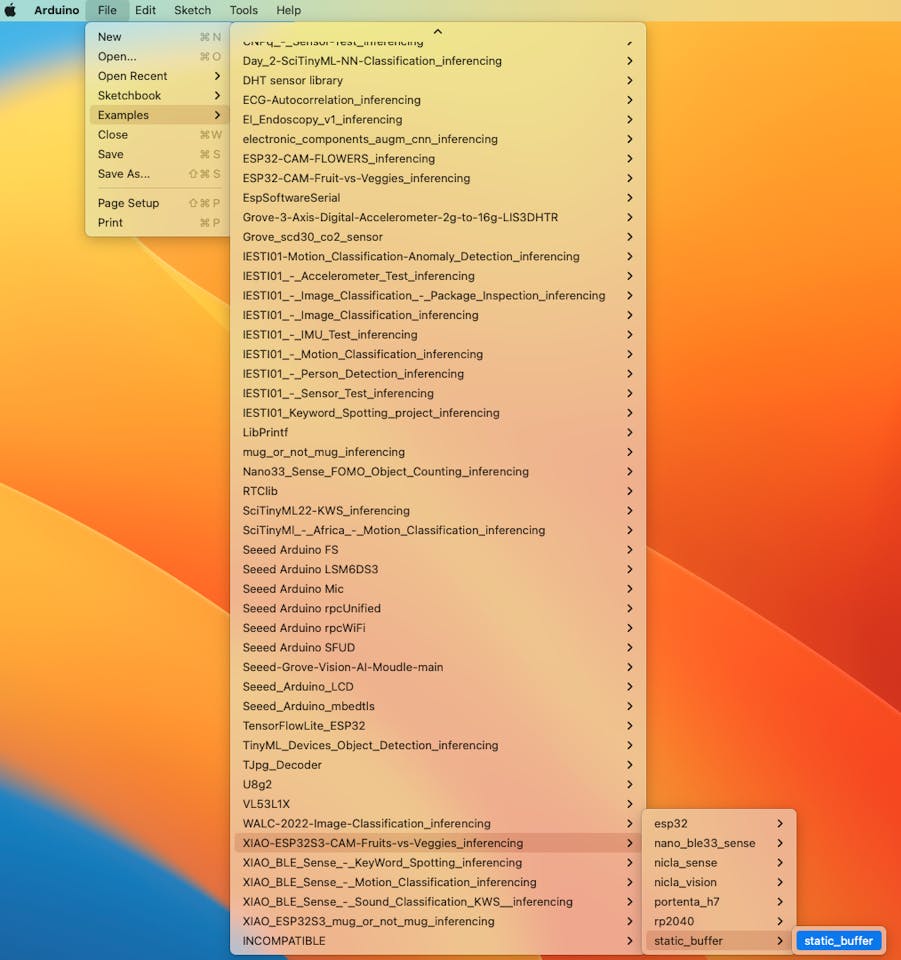 Arduino File Edit Sketch Tools Help
New ⌘ N
Open... ⌘ O
Open Recent
Sketchbook
Examples
Close ⌘ W
Save ⌘ S
Save As... ⇧ ⌘ S
Page Setup ⇧ ⌘ P
Print ⌘ P
Day_2-SciTinyML-NN-Classification_inferencing
DHT sensor library
ECG-Autocorrelation_inferencing
EI_Endoscopy_v1_inferencing
electronic_components_augm_cnn_inferencing
ESP32-CAM-FLOWERS_inferencing
ESP32-CAM-Fruit-vs-Veggies_inferencing
EspSoftwareSerial
Grove-3-Axis-Digital-Accelerometer-2g-to-16g-LIS3DHTR
Grove_scd30_co2_sensor
IESTI01-Motion_Classification-Anomaly_Detection_inferencing
IESTI01_-_Accelerometer_Test_inferencing
IESTI01_-_Image_Classification_-_Package_Inspection_inferencing
IESTI01_-_Image_Classification_inferencing
IESTI01_-_IMU_Test_inferencing
IESTI01_-_Motion_Classification_inferencing
IESTI01_-_Person_Detection_inferencing
IESTI01_-_Sensor_Test_inferencing
IESTI01_Keyword_Spotting_project_inferencing
LibPrintf
mug_or_not_mug_inferencing
Nano33_Sense_FOMO_Object_Counting_inferencing
RTClib
SciTinyML22-KWS_inferencing
SciTinyMl_-_Africa_-_Motion_Classification_inferencing
Seeed Arduino FS
Seeed Arduino LSM6DS3
Seeed Arduino Mic
Seeed Arduino rpcUnified
Seeed Arduino rpcWiFi
Seeed Arduino SFUD
Seeed-Grove-Vision-AI-Moudle-main
Seeed_Arduino_LCD
Seeed_Arduino_mbedtls
TensorFlowLite_ESP32
TinyML_Devices_Object_Detection_inferencing
TJpg_Decoder
U8g2
VL53L1X
WALC-2022-Image-Classification_inferencing
XIAO-ESP32S3-CAM-Fruits-vs-Veggies_inferencing
XIAO_BLE_Sense_-_KeyWord_Spotting_inferencing
XIAO_BLE_Sense_-_Motion_Classification_inferencing
XIAO_BLE_Sense_-_Sound_Classification_KWS__inferencing
XIAO_ESP32S3_mug_or_not_mug_inferencing
INCOMPATIBLE
esp32
nano_ble33_sense
nicla_sense
nicla_vision
portenta_h7
rp2040
static_buffer
static_buffer